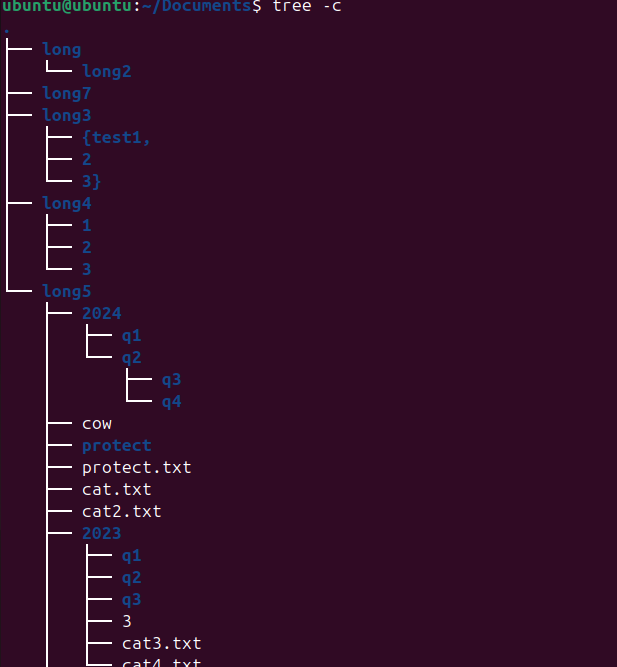 ubuntu@ubuntu:~/Documents$ tree -c
.
├── long
│   └── long2
├── long7
├── long3
│   ├── {test1,
│   ├── 2
│   └── 3}
├── long4
│   ├── 1
│   ├── 2
│   └── 3
└── long5
    ├── 2024
    │   ├── q1
    │   └── q2
    │       ├── q3
    │       └── q4
    ├── cow
    ├── protect
    ├── protect.txt
    ├── cat.txt
    ├── cat2.txt
    ├── 2023
    │   ├── q1
    │   ├── q2
    │   ├── q3
    │   ├── 3
    │   ├── cat3.txt
    │   ├── cat4.txt